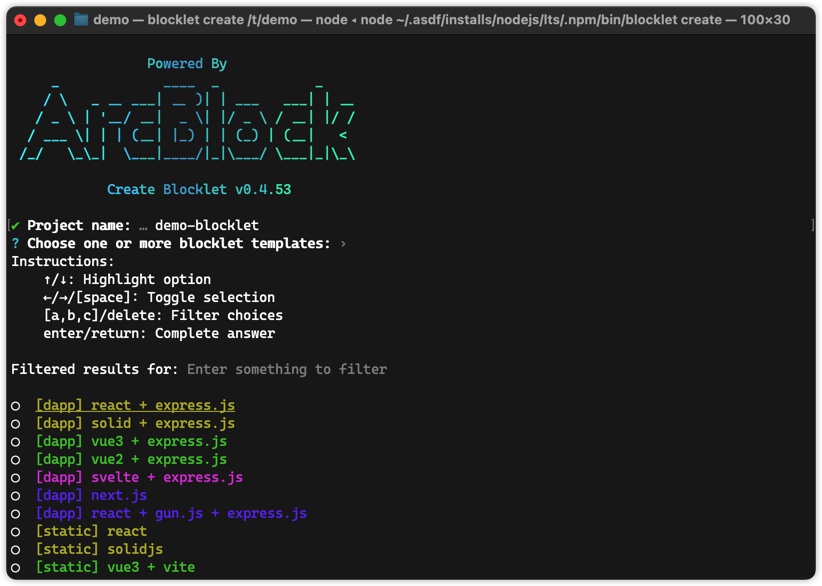 demo — blocklet create /t/demo — node ◂ node ~/.asdf/installs/nodejs/lts/.npm/bin/blocklet create — 100×30
Powered By
ArcBlock
Create Blocklet v0.4.53
[✔ Project name: … demo-blocklet ]
? Choose one or more blocklet templates: ›
Instructions:
↑/↓: Highlight option
←/→/[space]: Toggle selection
[a,b,c]/delete: Filter choices
enter/return: Complete answer
Filtered results for: Enter something to filter
○ [dapp] react + express.js
○ [dapp] solid + express.js
○ [dapp] vue3 + express.js
○ [dapp] vue2 + express.js
○ [dapp] svelte + express.js
○ [dapp] next.js
○ [dapp] react + gun.js + express.js
○ [static] react
○ [static] solidjs
○ [static] vue3 + vite